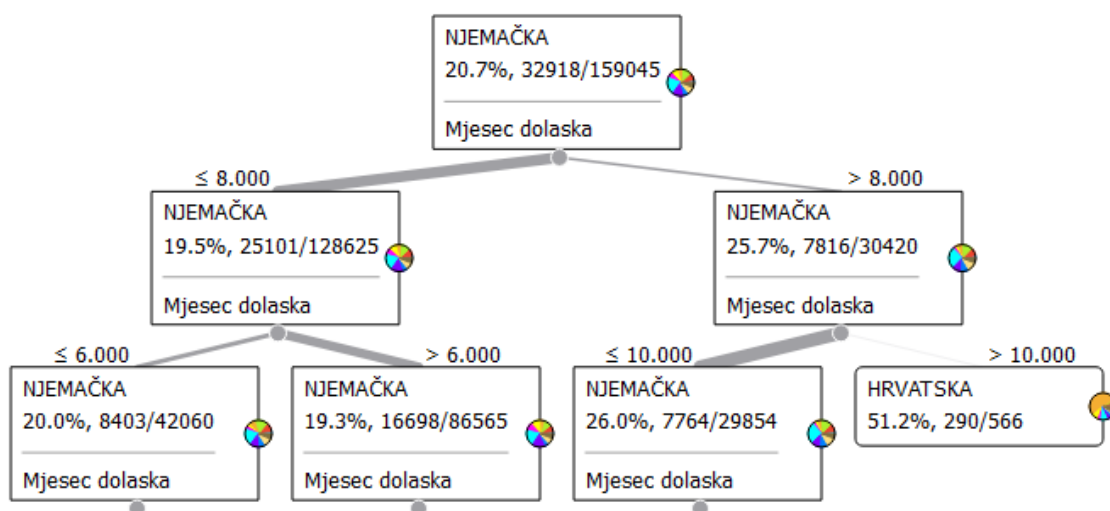 NJEMAČKA
20.7%, 32918/159045
Mjesec dolaska
≤ 8.000
> 8.000
NJEMAČKA
19.5%, 25101/128625
Mjesec dolaska
NJEMAČKA
25.7%, 7816/30420
Mjesec dolaska
≤ 6.000
> 6.000
≤ 10.000
> 10.000
NJEMAČKA
20.0%, 8403/42060
Mjesec dolaska
NJEMAČKA
19.3%, 16698/86565
Mjesec dolaska
NJEMAČKA
26.0%, 7764/29854
Mjesec dolaska
HRVATSKA
51.2%, 290/566